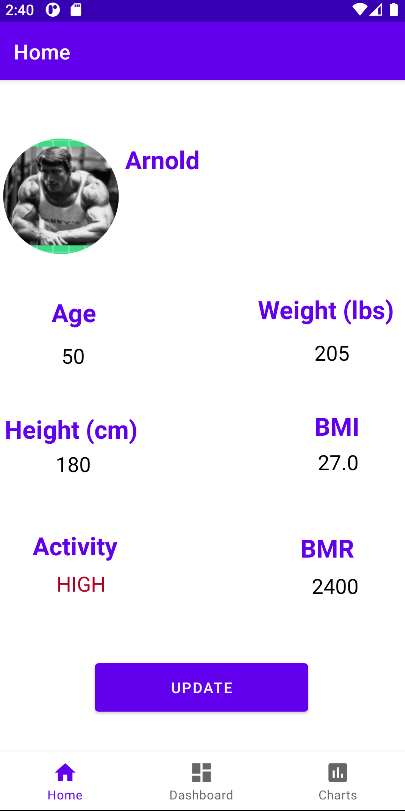 2:40
Home
Arnold
Age
Weight (lbs)
50
205
Height (cm)
BMI
180
27.0
Activity
BMR
HIGH
2400
UPDATE
Home
Dashboard
Charts